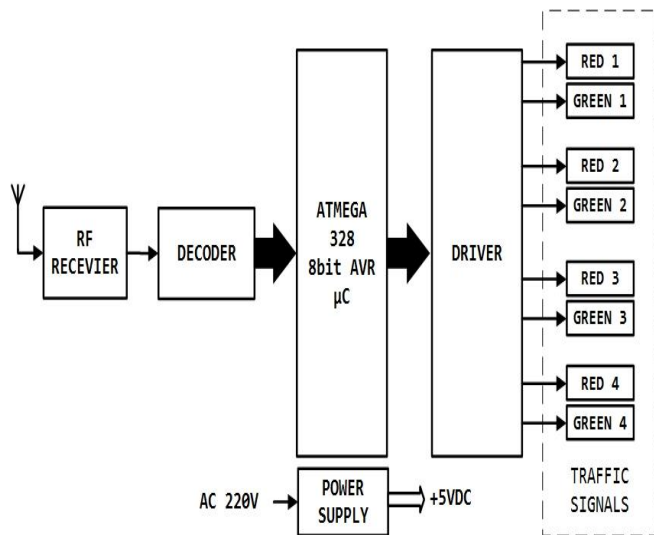 RF
RECEVIER
DECODER
ATMEGA
328
8bit AVR
µC
DRIVER
RED 1
GREEN 1
RED 2
GREEN 2
RED 3
GREEN 3
RED 4
GREEN 4
TRAFFIC
SIGNALS
AC 220V
POWER
SUPPLY
+5VDC